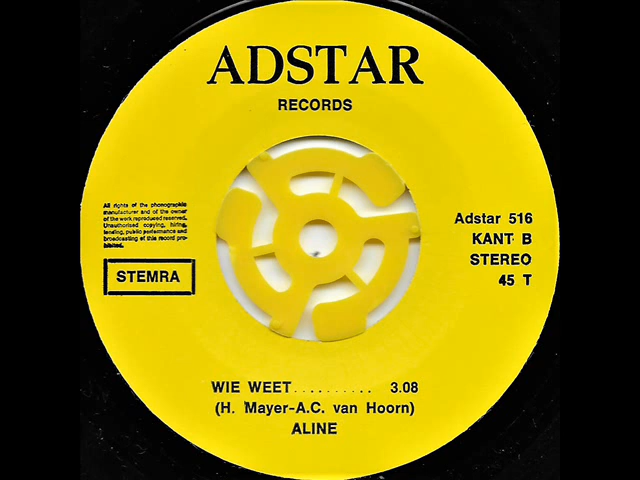 ADSTAR
RECORDS
All rights of the phonographic
manufacturer and of the owner
of the work reproduced reserved.
Unauthorised copying, hiring,
lending, public performance and
broadcasting of this record pro-
hibited.
STEMRA
Adstar 516
KANT B
STEREO
45 T
WIE WEET.......... 3.08
(H. Mayer-A.C. van Hoorn)
ALINE